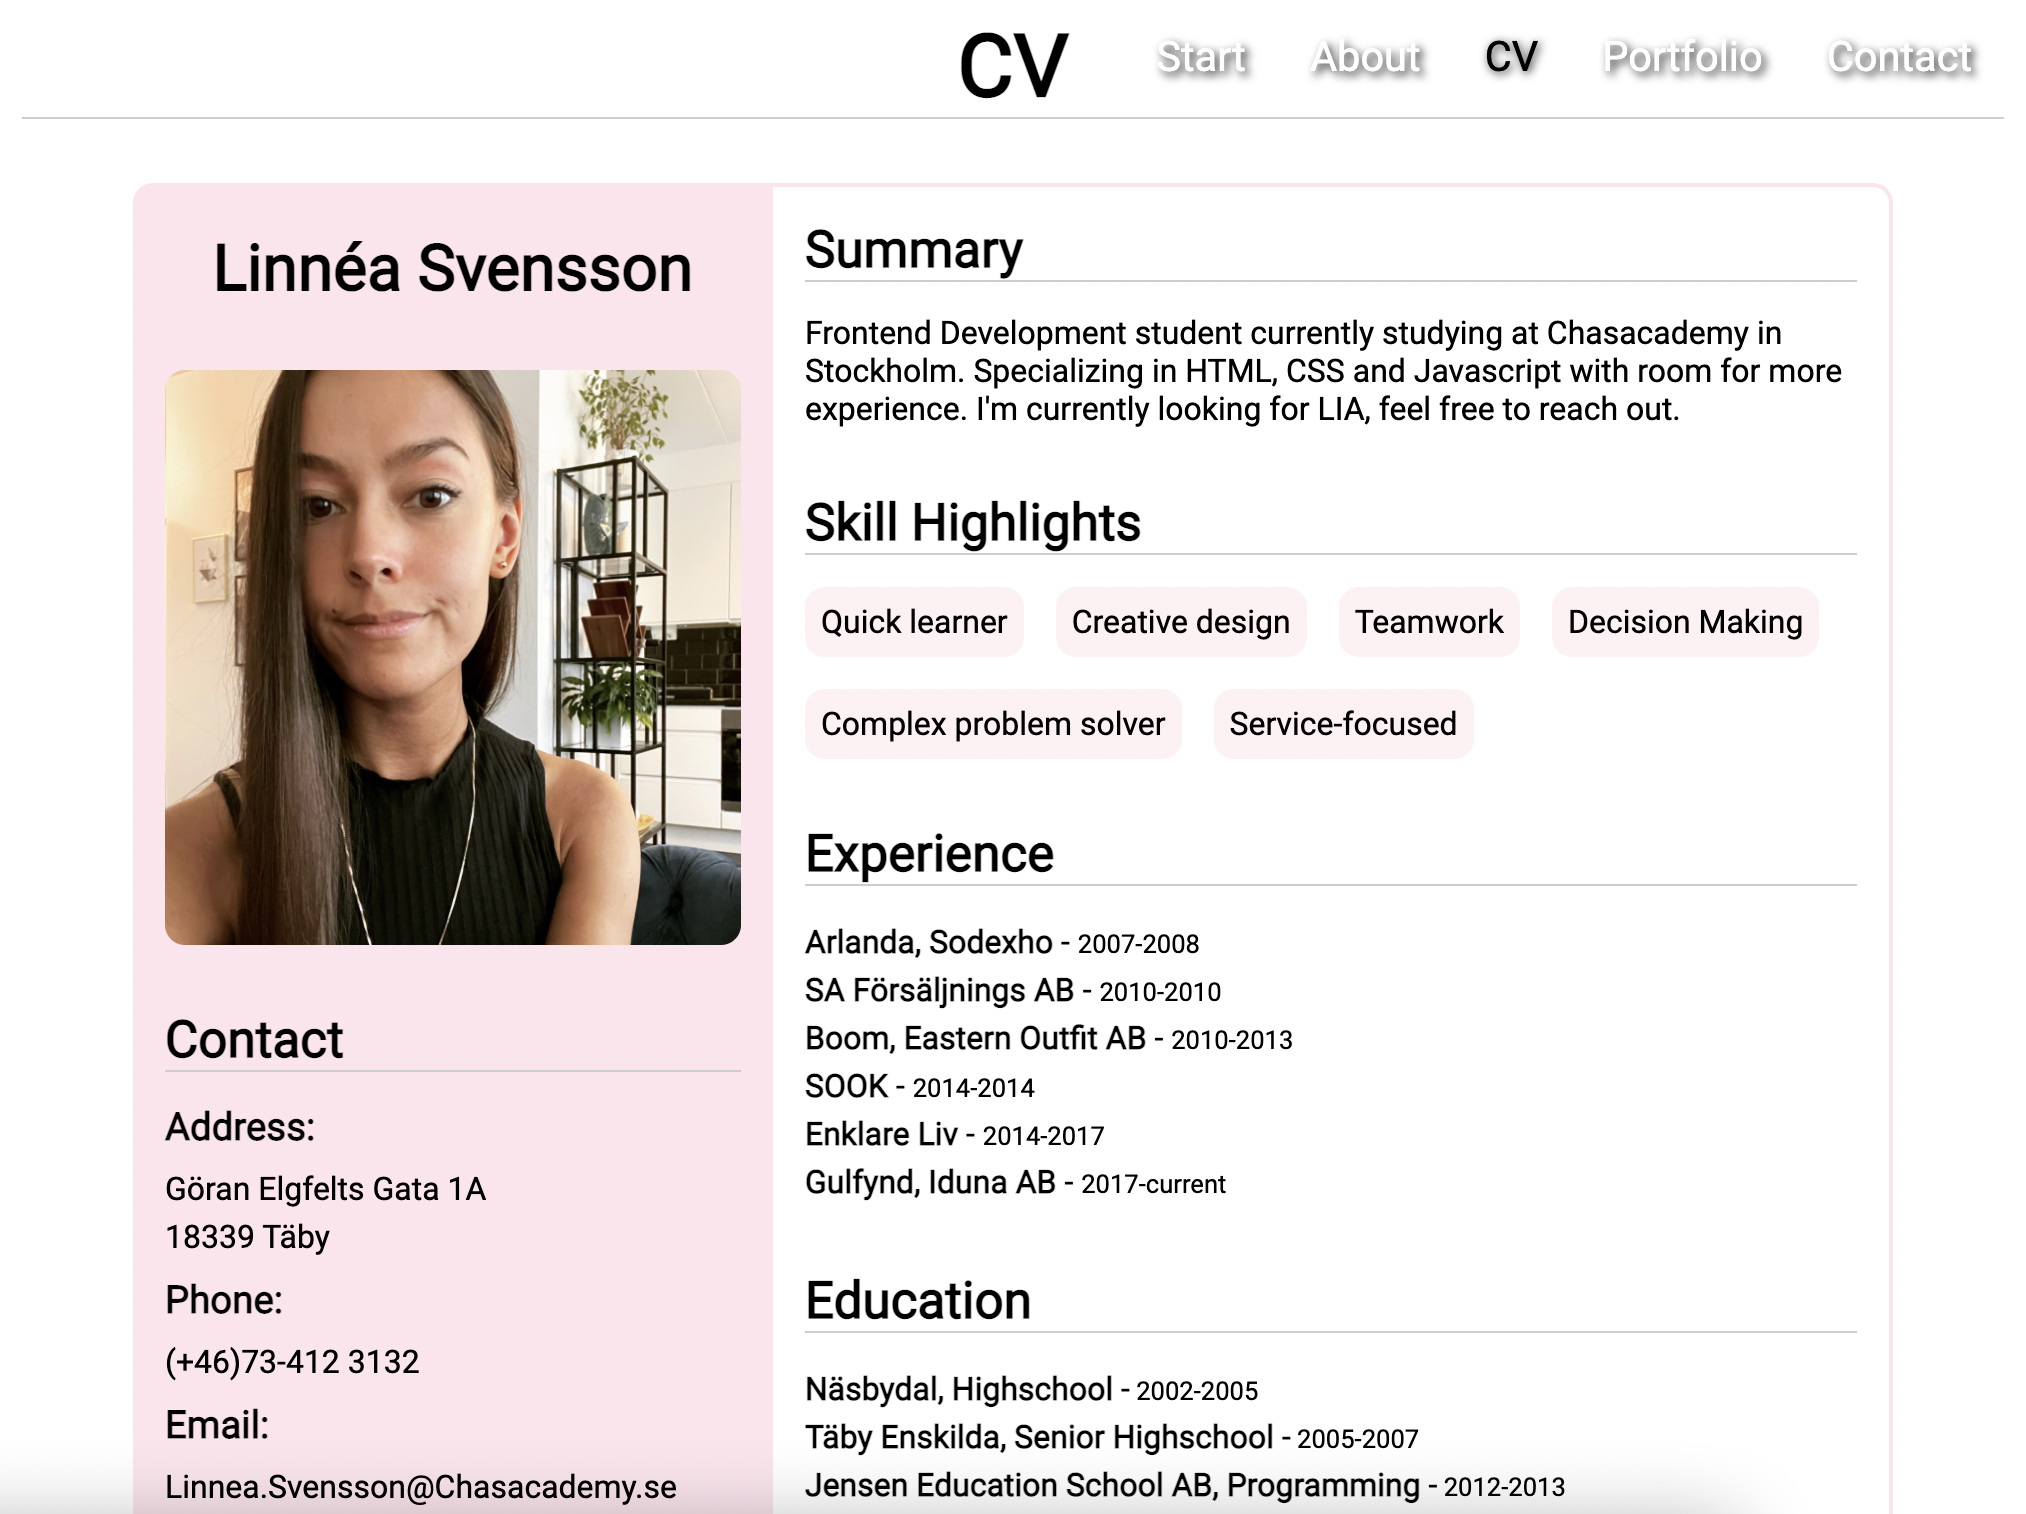 CV
Start
About
CV
Portfolio
Contact
Linnéa Svensson
Contact
Address:
Göran Elgfelts Gata 1A
18339 Täby
Phone:
(+46)73-412 3132
Email:
Linnea.Svensson@Chasacademy.se
Summary
Frontend Development student currently studying at Chasacademy in
Stockholm. Specializing in HTML, CSS and Javascript with room for more
experience. I'm currently looking for LIA, feel free to reach out.
Skill Highlights
Quick learner
Creative design
Teamwork
Decision Making
Complex problem solver
Service-focused
Experience
Arlanda, Sodexho - 2007-2008
SA Försäljnings AB - 2010-2010
Boom, Eastern Outfit AB - 2010-2013
SOOK - 2014-2014
Enklare Liv - 2014-2017
Gulfynd, Iduna AB - 2017-current
Education
Näsbydal, Highschool - 2002-2005
Täby Enskilda, Senior Highschool - 2005-2007
Jensen Education School AB, Programming - 2012-2013